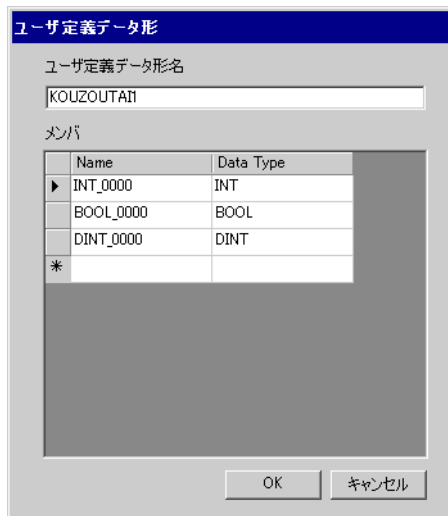 ユーザ定義データ形
ユーザ定義データ形名
KOUZOUTAI1
メンバ
Name Data Type
INT_0000 INT
BOOL_0000 BOOL
DINT_0000 DINT
OK キャンセル